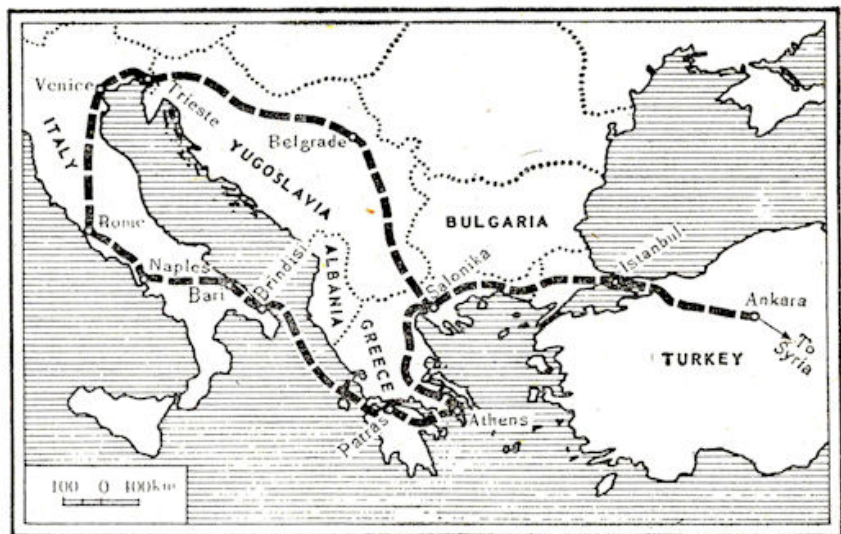 Venice
Trieste
ITALY
Belgrade
YUGOSLAVIA
Rome
BULGARIA
Naples
Bari
Brindisi
ALBANIA
Salonika
Istanbul
Ankara
To
Syria
GREECE
TURKEY
Patras
Athens
100 0 100km